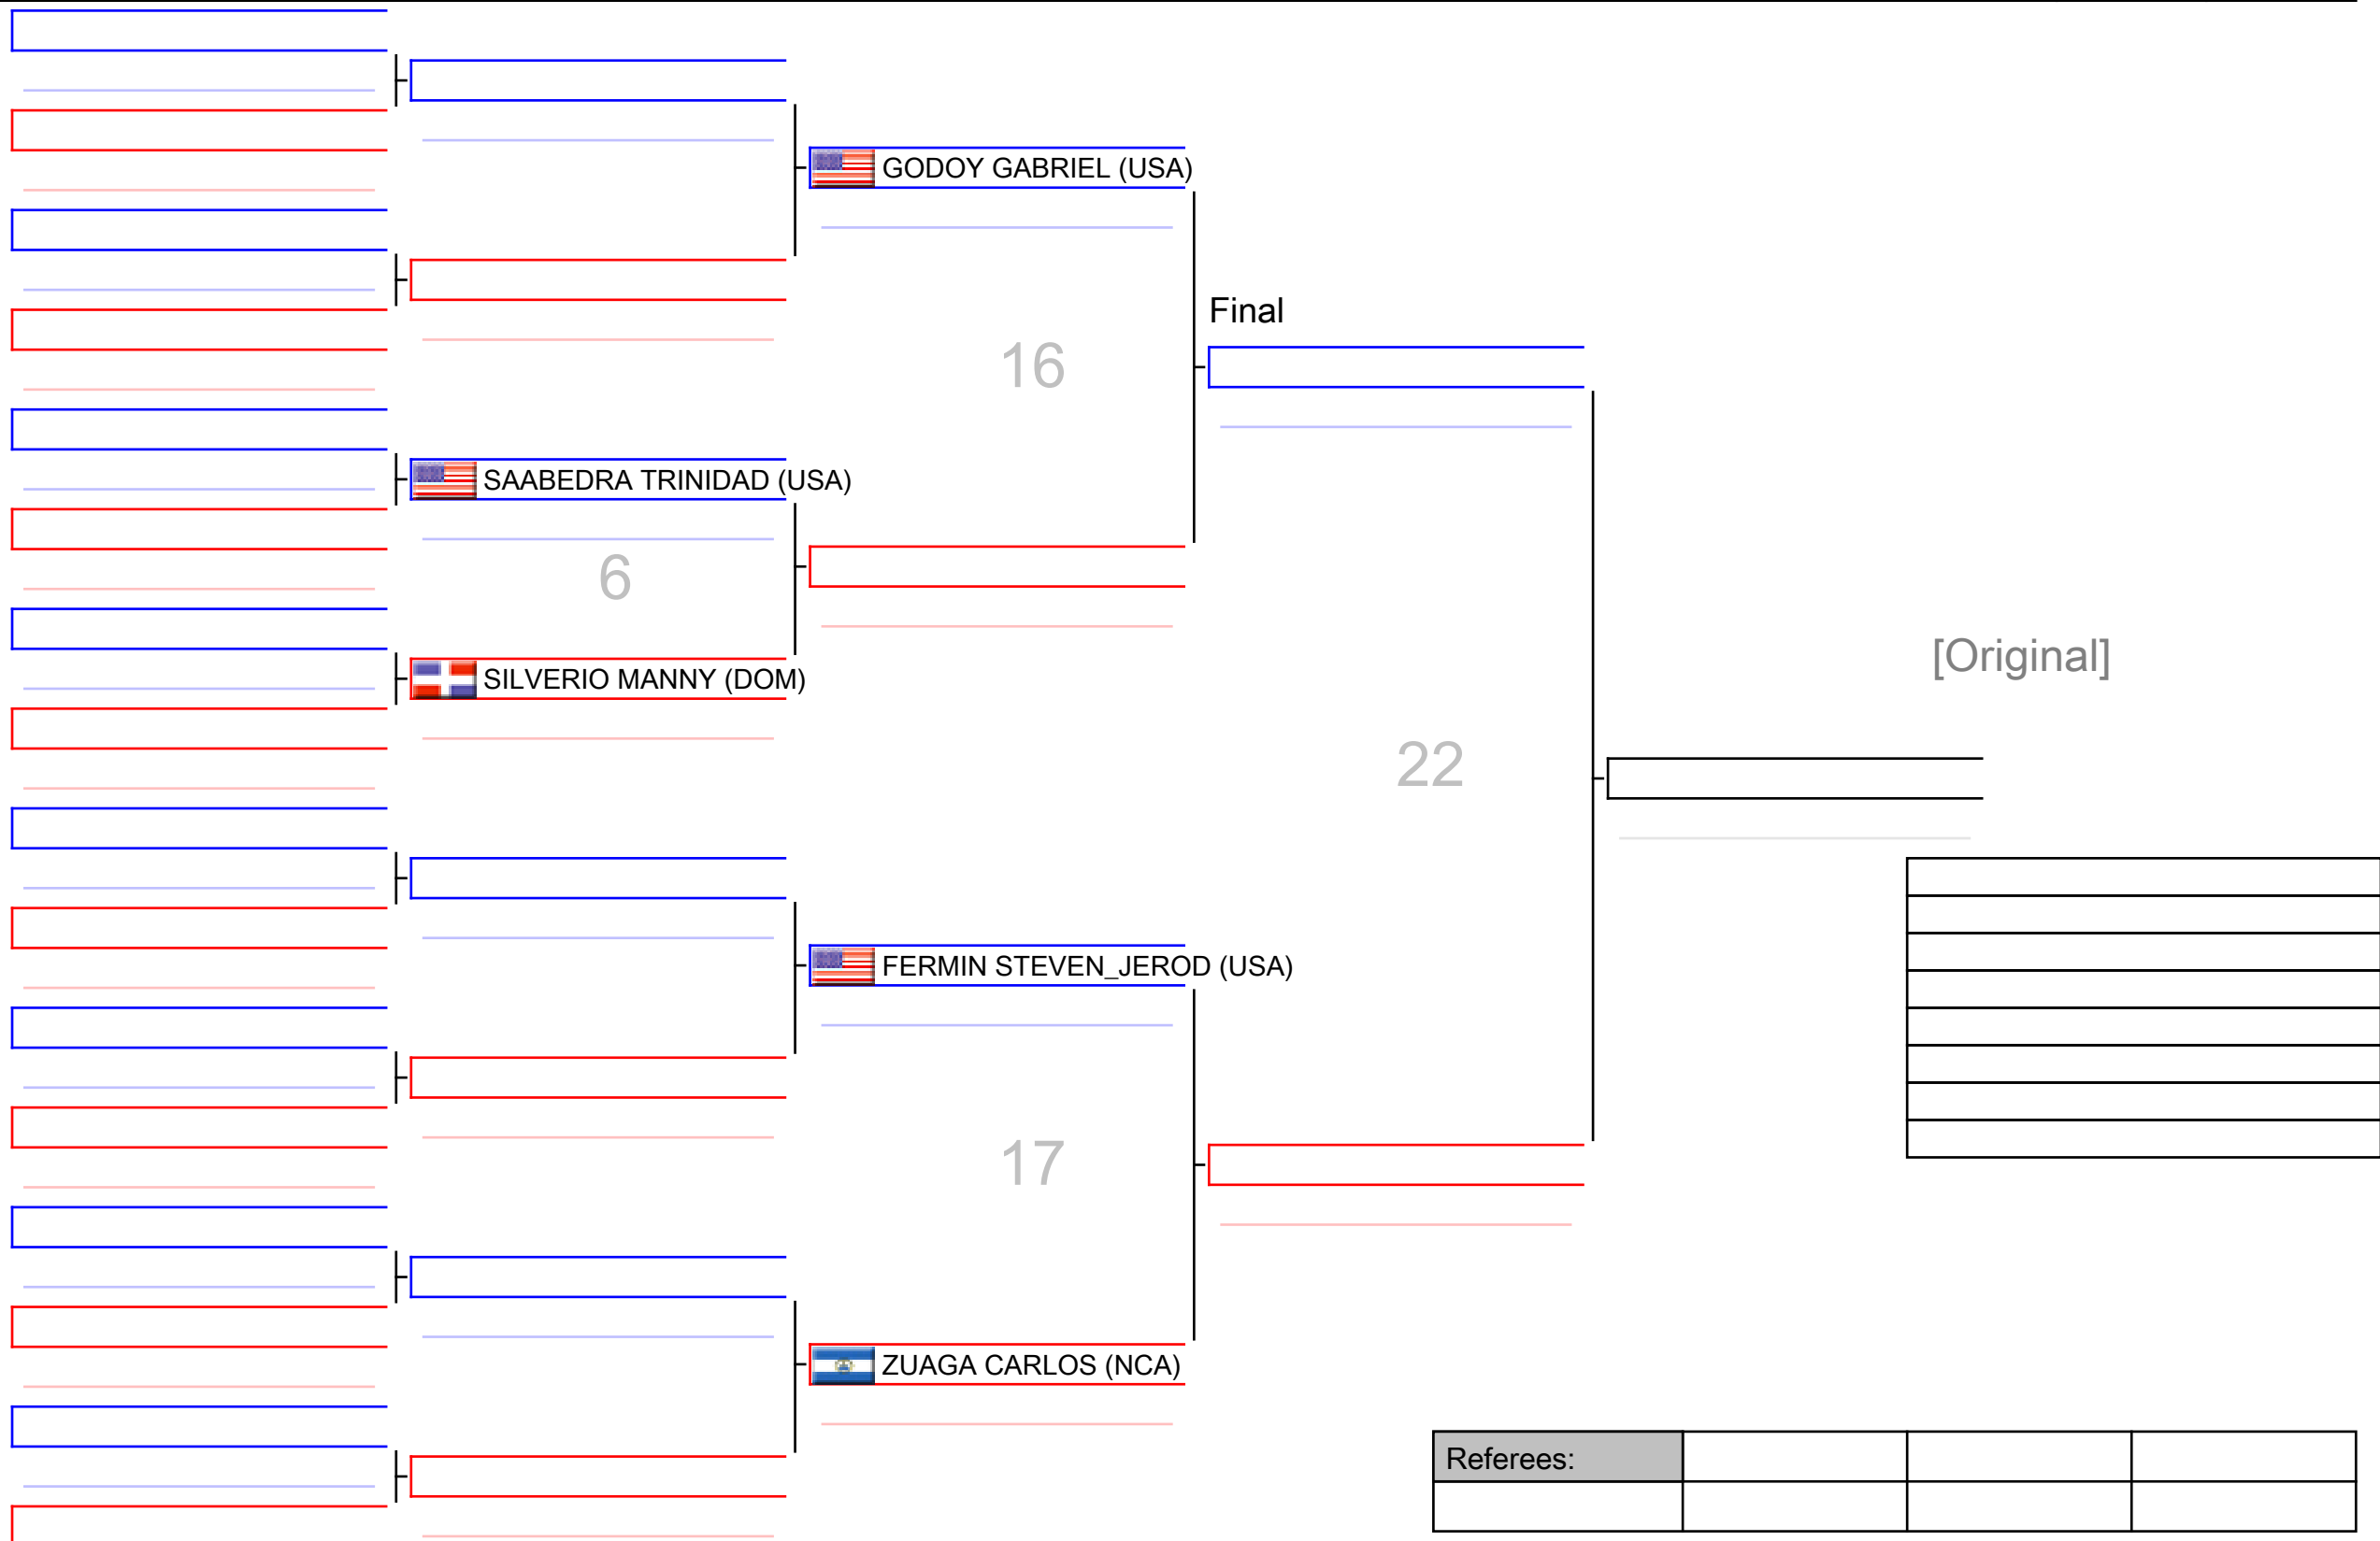 GODOY GABRIEL (USA)
Final
16
SAABEDRA TRINIDAD (USA)
6
SILVERIO MANNY (DOM)
[Original]
22
FERMIN STEVEN_JEROD (USA)
17
ZUAGA CARLOS (NCA)
Referees: